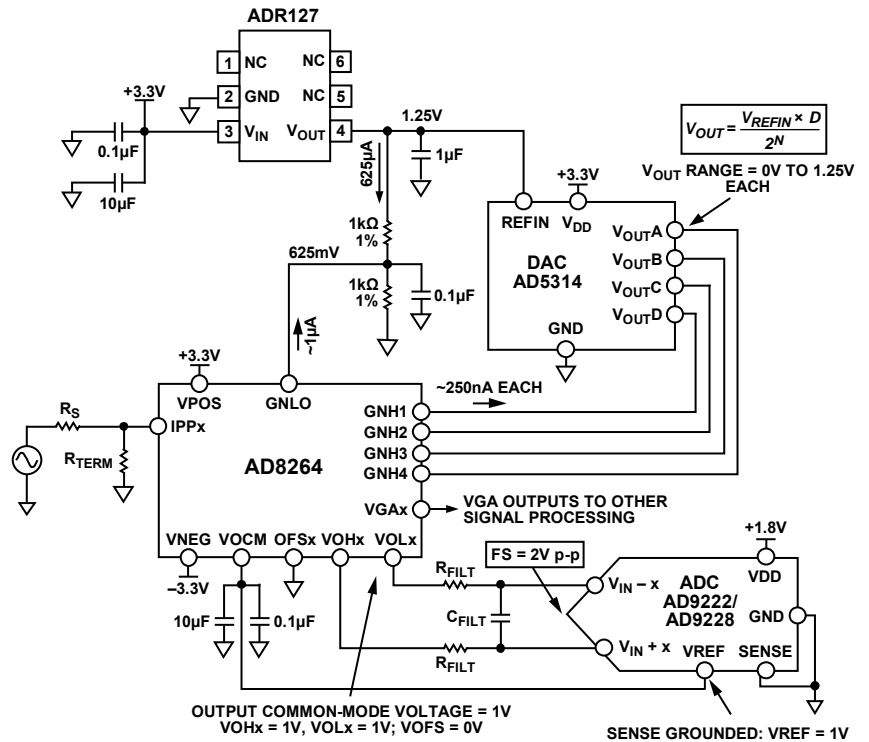 ADR127
1 NC
NC 6
+3.3V
2 GND
NC 5
3 VIN
VOUT 4
1.25V
0.1µF
10µF
625µA
1µF
VOUT = VREFIN × D / 2N
VOUT RANGE = 0V TO 1.25V
EACH
+3.3V
REFIN
VDD
1kΩ
1%
625mV
1kΩ
1%
0.1µF
DAC
AD5314
VOUTA
VOUTB
VOUTC
VOUTD
GND
~1µA
+3.3V
VPOS
GNLO
~250nA EACH
RS
IPPx
RTERM
AD8264
GNH1
GNH2
GNH3
GNH4
VGAx
VGA OUTPUTS TO OTHER
SIGNAL PROCESSING
VNEG
VOCM
OFSx
VOHx
VOLx
–3.3V
10µF
0.1µF
RFILT
CFILT
RFILT
FS = 2V p-p
+1.8V
VDD
VIN – x
ADC
AD9222/
AD9228
GND
VIN + x
VREF
SENSE
OUTPUT COMMON-MODE VOLTAGE = 1V
VOHx = 1V, VOLx = 1V; VOFS = 0V
SENSE GROUNDED: VREF = 1V